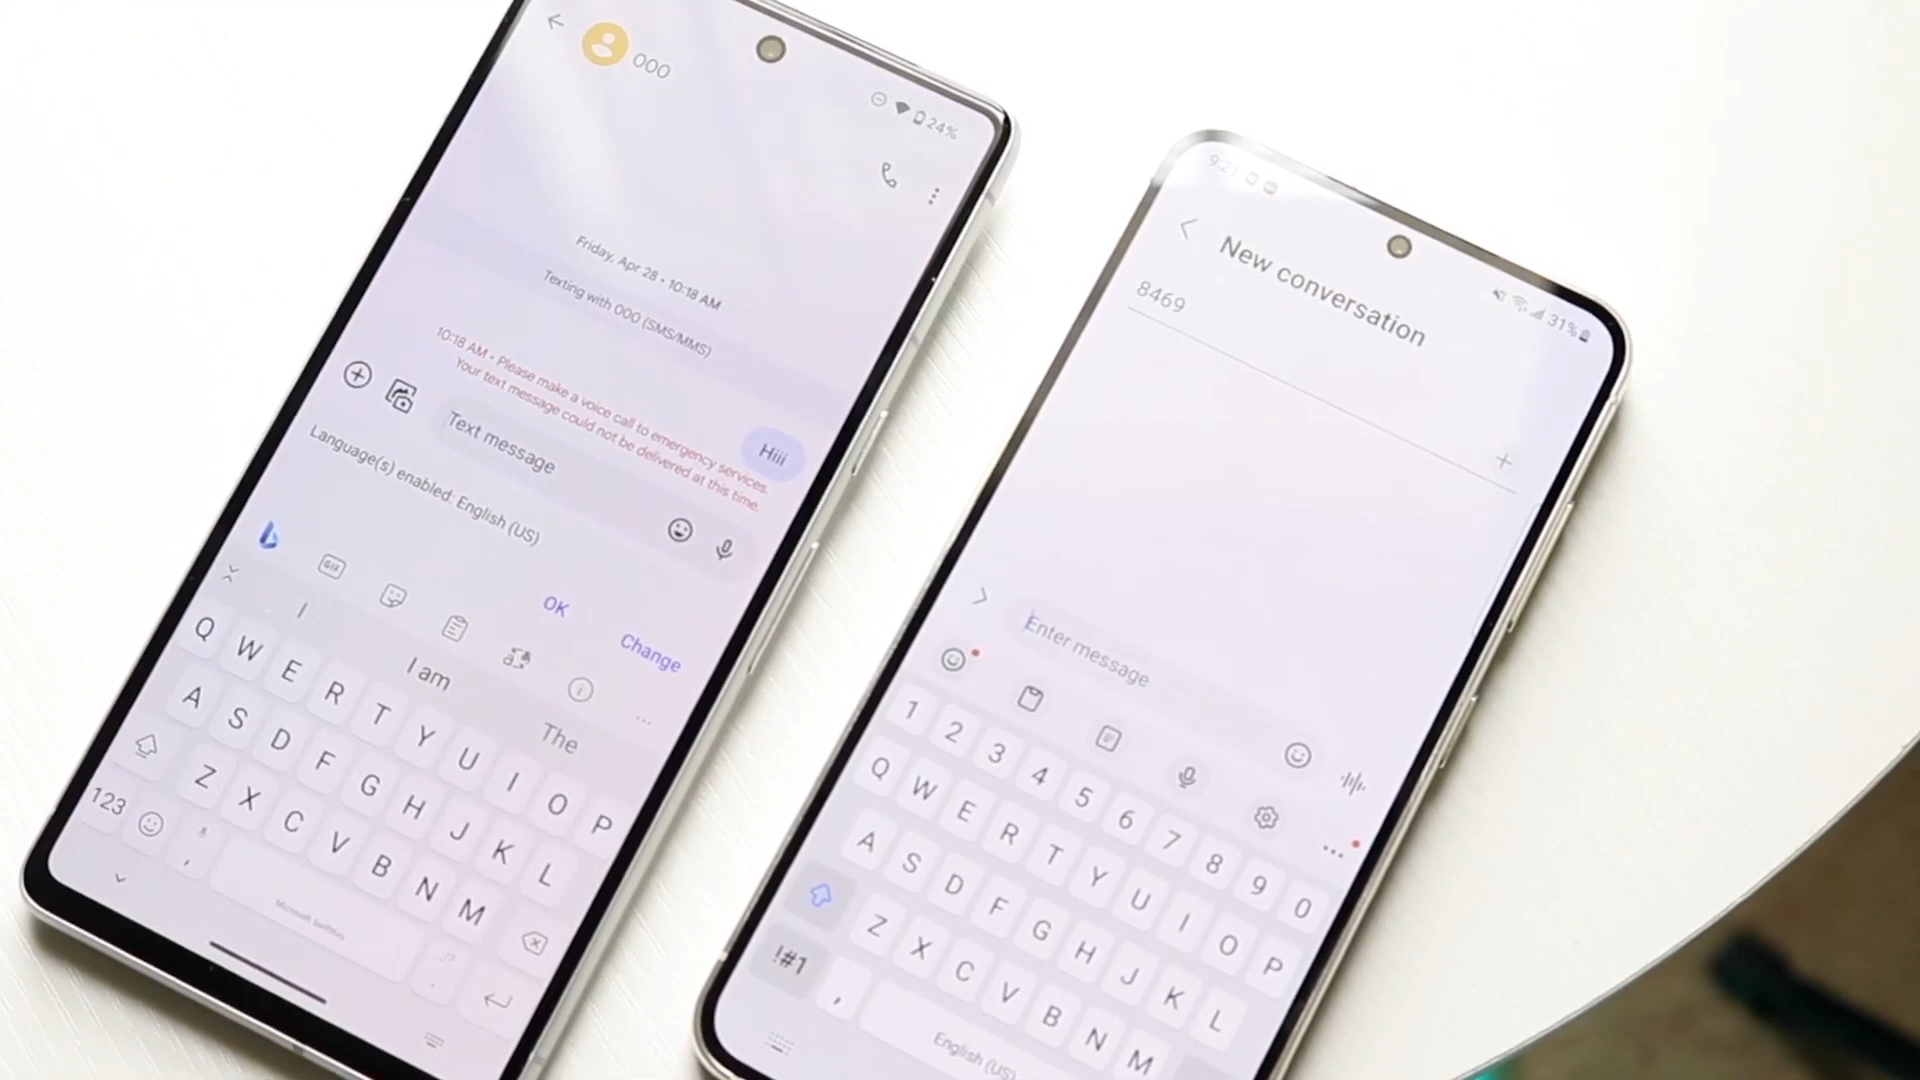 000
24%
Friday, Apr 28 • 10:18 AM
Texting with 000 (SMS/MMS)
Hiii
10:18 AM • Please make a voice call to emergency services.
Your text message could not be delivered at this time.
Text message
Language(s) enabled: English (US)
GIF
OK
Change
I
I am
The
Q W E R T Y U I O P
A S D F G H J K L
Z X C V B N M
123 ,
Microsoft SwiftKey
?
.
31%
New conversation
8469
+
Enter message
1 2 3 4 5 6 7 8 9 0
Q W E R T Y U I O P
A S D F G H J K L
Z X C V B N M
!#1 ,
English (US)